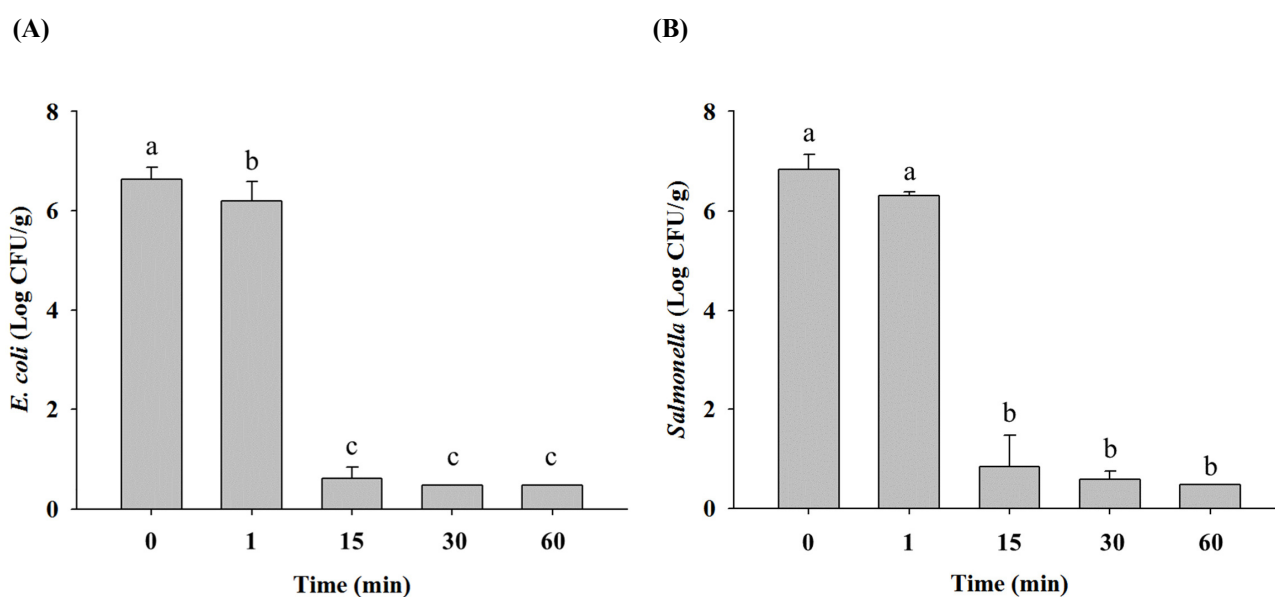 (A)
8
6
4
2
0
E. coli (Log CFU/g)
a
b
c
c
c
0 1 15 30 60
Time (min)
(B)
8
6
4
2
0
Salmonella (Log CFU/g)
a
a
b
b
b
0 1 15 30 60
Time (min)